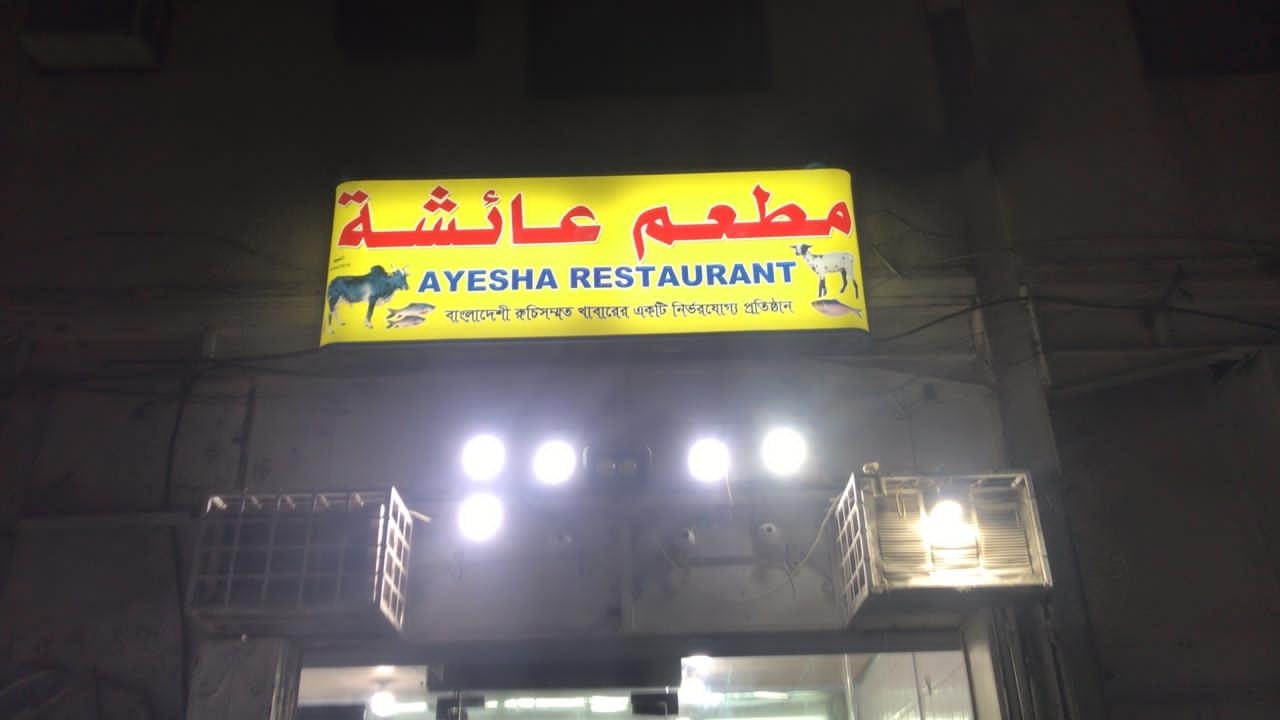 مطعم عائشة
AYESHA RESTAURANT
বাংলাদেশী রুচিসম্মত খাবারের একটি নির্ভরযোগ্য প্রতিষ্ঠান